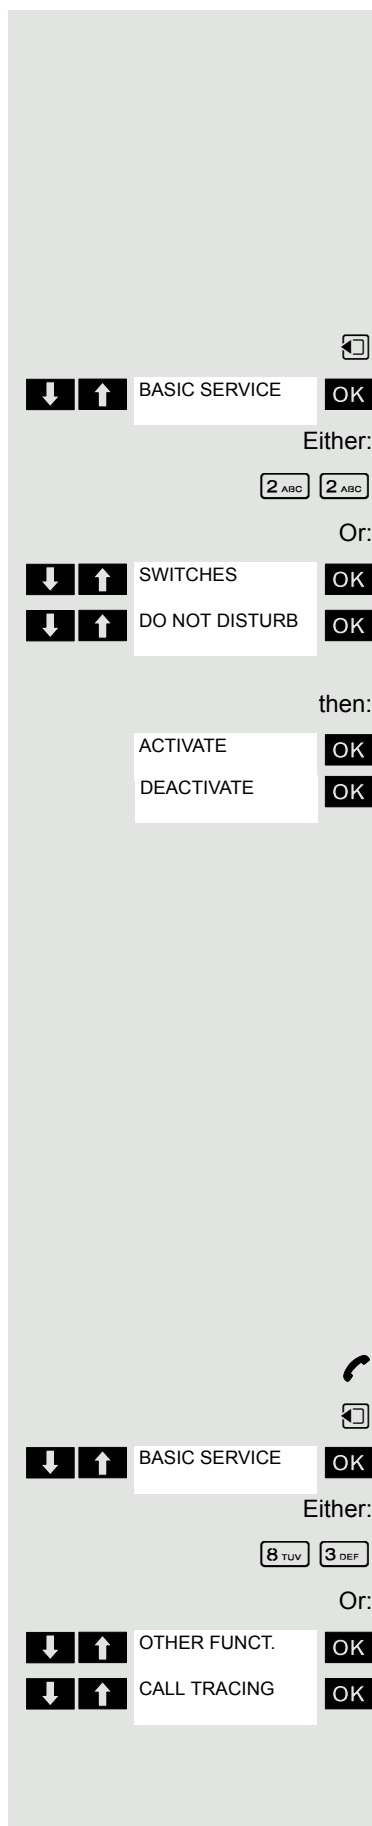 BASIC SERVICE OK
Either:
2 ABC 2 ABC
Or:
SWITCHES OK
DO NOT DISTURB OK
then:
ACTIVATE OK
DEACTIVATE OK
BASIC SERVICE OK
Either:
8 TUV 3 DEF
Or:
OTHER FUNCT. OK
CALL TRACING OK